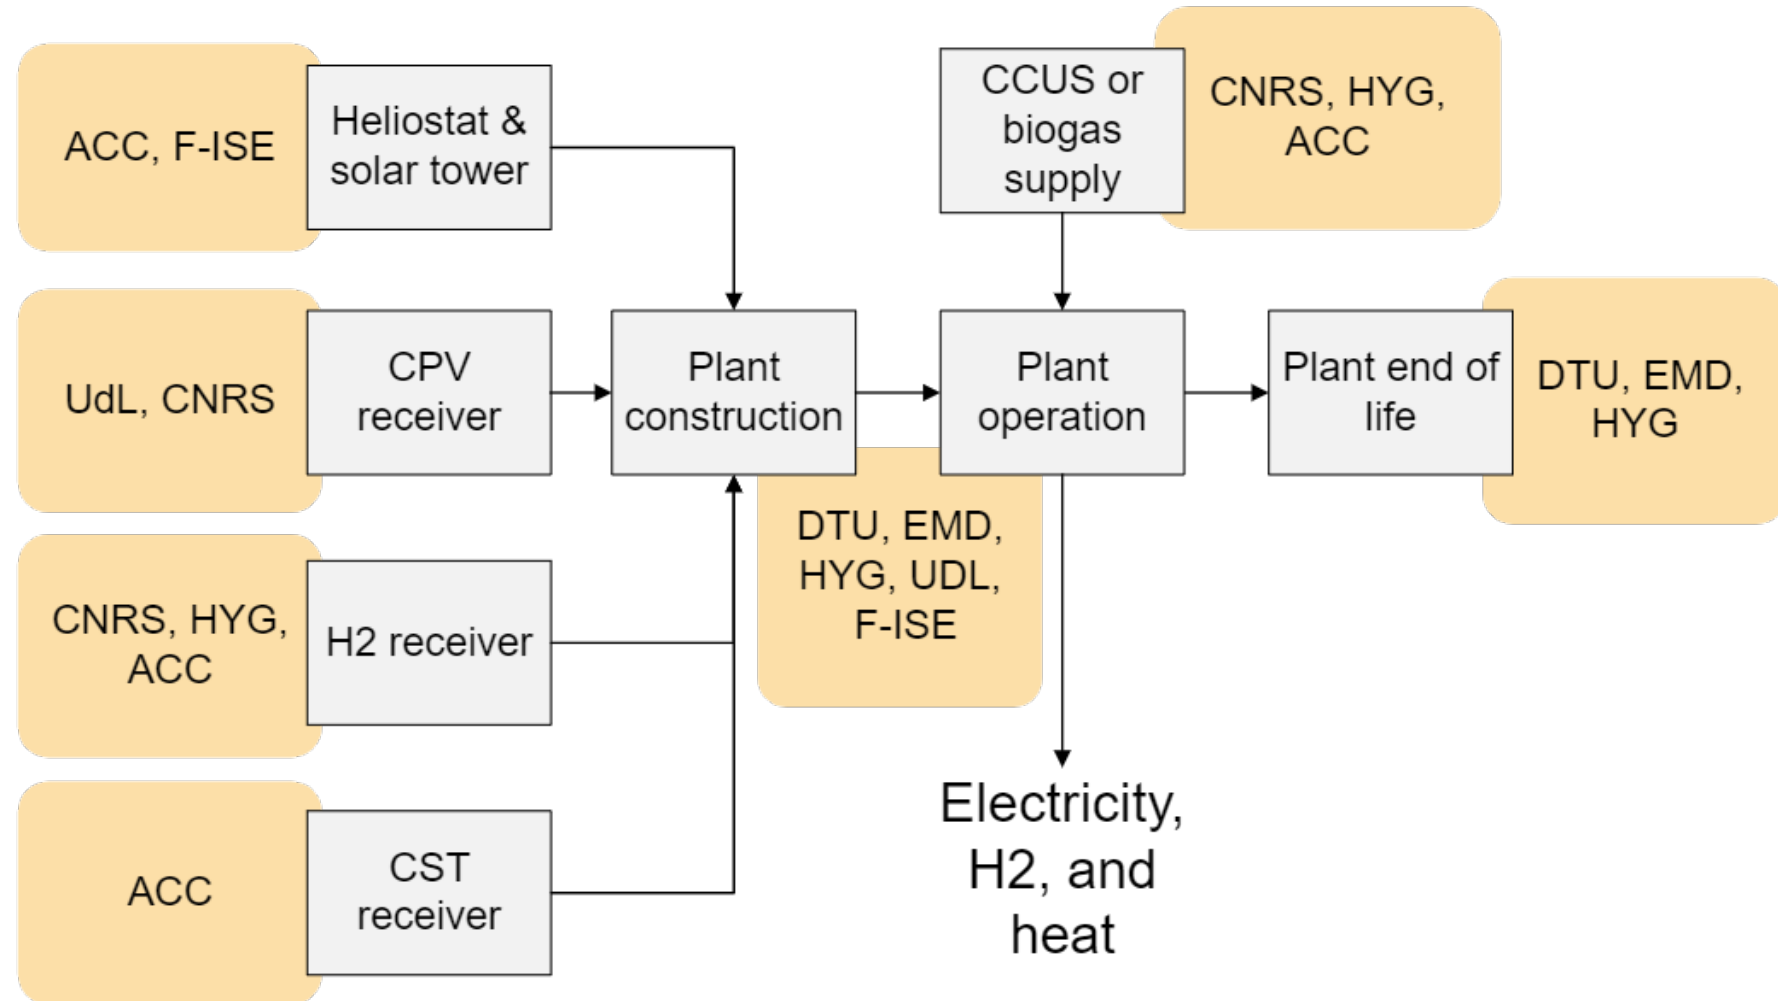 ACC, F-ISE
Heliostat &
solar tower
CCUS or
biogas
supply
CNRS, HYG,
ACC
UdL, CNRS
CPV
receiver
Plant
construction
Plant
operation
Plant end of
life
DTU, EMD,
HYG
DTU, EMD,
HYG, UDL,
F-ISE
CNRS, HYG,
ACC
H2 receiver
ACC
CST
receiver
Electricity,
H2, and
heat